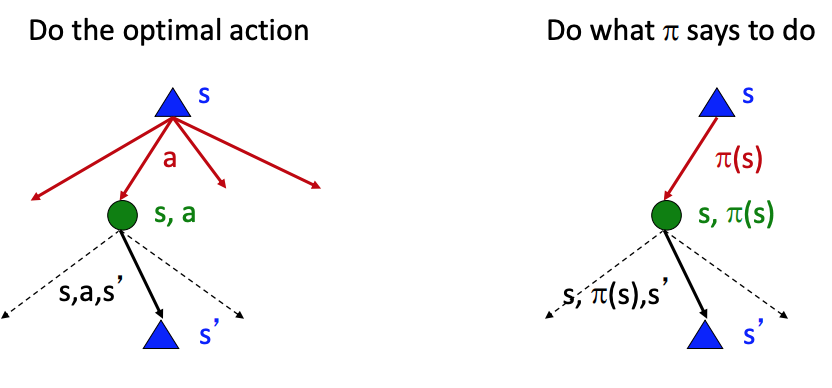 Do the optimal action
s
a
s, a
s,a,s’
s’
Do what π says to do
s
π(s)
s, π(s)
s, π(s),s’
s’